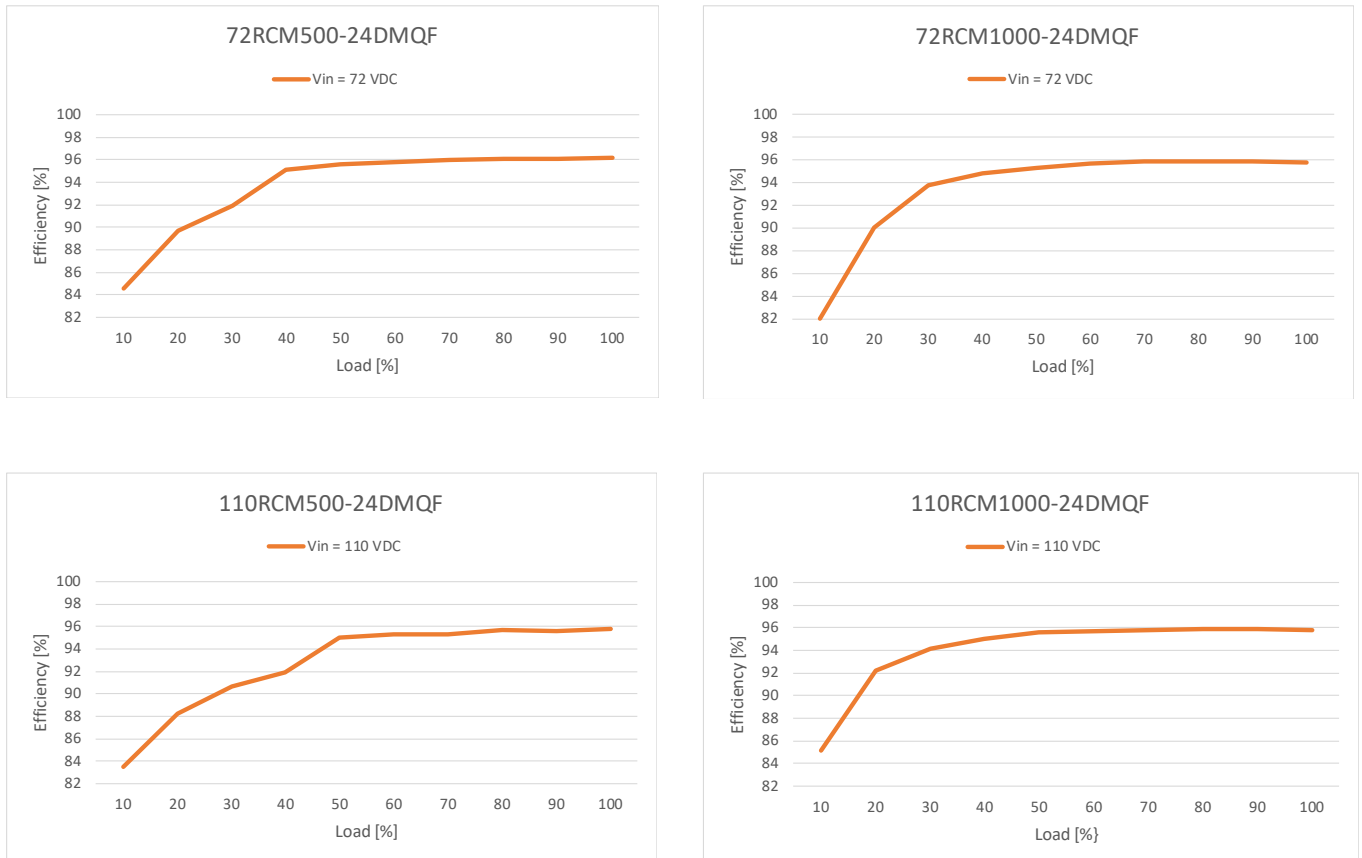 72RCM500-24DMQF
Vin = 72 VDC
Efficiency [%]
100
98
96
94
92
90
88
86
84
82
10 20 30 40 50 60 70 80 90 100
Load [%]
72RCM1000-24DMQF
Vin = 72 VDC
Efficiency [%]
100
98
96
94
92
90
88
86
84
82
10 20 30 40 50 60 70 80 90 100
Load [%]
110RCM500-24DMQF
Vin = 110 VDC
Efficiency [%]
100
98
96
94
92
90
88
86
84
82
10 20 30 40 50 60 70 80 90 100
Load [%]
110RCM1000-24DMQF
Vin = 110 VDC
Efficiency [%]
100
98
96
94
92
90
88
86
84
82
10 20 30 40 50 60 70 80 90 100
Load [%}